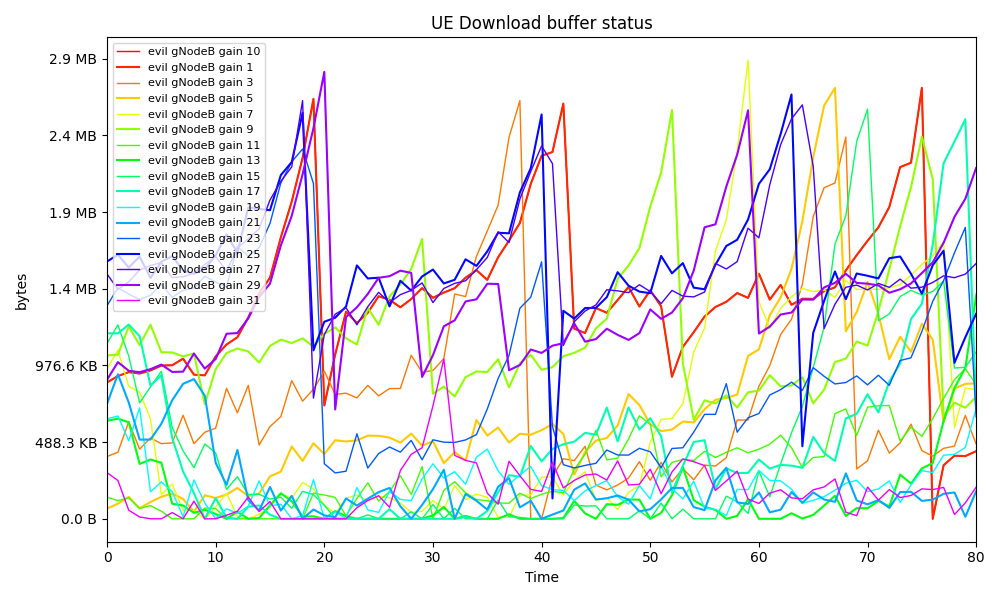 UE Download buffer status
2.9 MB
2.4 MB
1.9 MB
1.4 MB
976.6 KB
488.3 KB
0.0 B
bytes
evil gNodeB gain 10
evil gNodeB gain 1
evil gNodeB gain 3
evil gNodeB gain 5
evil gNodeB gain 7
evil gNodeB gain 9
evil gNodeB gain 11
evil gNodeB gain 13
evil gNodeB gain 15
evil gNodeB gain 17
evil gNodeB gain 19
evil gNodeB gain 21
evil gNodeB gain 23
evil gNodeB gain 25
evil gNodeB gain 27
evil gNodeB gain 29
evil gNodeB gain 31
0 10 20 30 40 50 60 70 80
Time